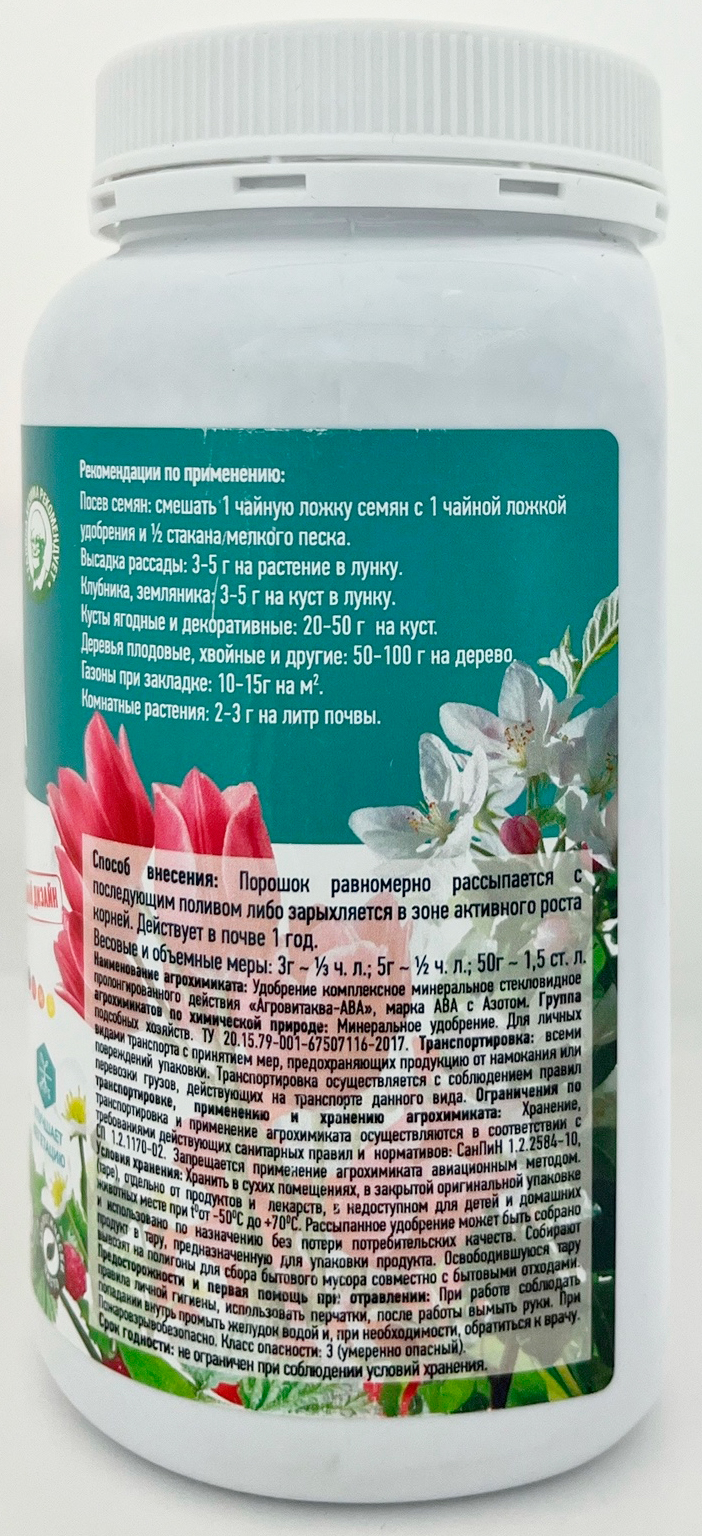 РЕКОМЕНДУЕТ
Рекомендации по применению:
Посев семян: смешать 1 чайную ложку семян с 1 чайной ложкой
удобрения и ½ стакана мелкого песка.
Высадка рассады: 3-5 г на растение в лунку.
Клубника, земляника: 3-5 г на куст в лунку.
Кусты ягодные и декоративные: 20-50 г на куст.
Деревья плодовые, хвойные и другие: 50-100 г на дерево.
Газоны при закладке: 10-15г на м².
Комнатные растения: 2-3 г на литр почвы.
ДИЗАЙН
Способ внесения: Порошок равномерно рассыпается с
последующим поливом либо зарыхляется в зоне активного роста
корней. Действует в почве 1 год.
Весовые и объемные меры: 3г ~ ⅓ ч. л.; 5г ~ ½ ч. л.; 50г ~ 1,5 ст. л.
Наименование агрохимиката: Удобрение комплексное минеральное стекловидное
пролонгированного действия «Агровитаква-АВА», марка АВА с Азотом. Группа
агрохимикатов по химической природе: Минеральное удобрение. Для личных
подсобных хозяйств. ТУ 20.15.79-001-67507116-2017. Транспортировка: всеми
видами транспорта с принятием мер, предохраняющих продукцию от намокания или
повреждений упаковки. Транспортировка осуществляется с соблюдением правил
перевозки грузов, действующих на транспорте данного вида. Ограничения по
транспортировке, применению и хранению агрохимиката: Хранение,
транспортировка и применение агрохимиката осуществляются в соответствии с
требованиями действующих санитарных правил и нормативов: СанПиН 1.2.2584-10,
СП 1.2.1170-02. Запрещается применение агрохимиката авиационным методом.
Условия хранения: Хранить в сухих помещениях, в закрытой оригинальной упаковке
(таре), отдельно от продуктов и лекарств, в недоступном для детей и домашних
животных месте при t°от -50°С до +70°С. Рассыпанное удобрение может быть собрано
и использовано по назначению без потери потребительских качеств. Собирают
продукт в тару, предназначенную для упаковки продукта. Освободившуюся тару
вывозят на полигоны для сбора бытового мусора совместно с бытовыми отходами.
Предосторожности и первая помощь при отравлении: При работе соблюдать
правила личной гигиены, использовать перчатки, после работы вымыть руки. При
попадании внутрь промыть желудок водой и, при необходимости, обратиться к врачу.
Пожаровзрывобезопасно. Класс опасности: 3 (умеренно опасный).
Срок годности: не ограничен при соблюдении условий хранения.